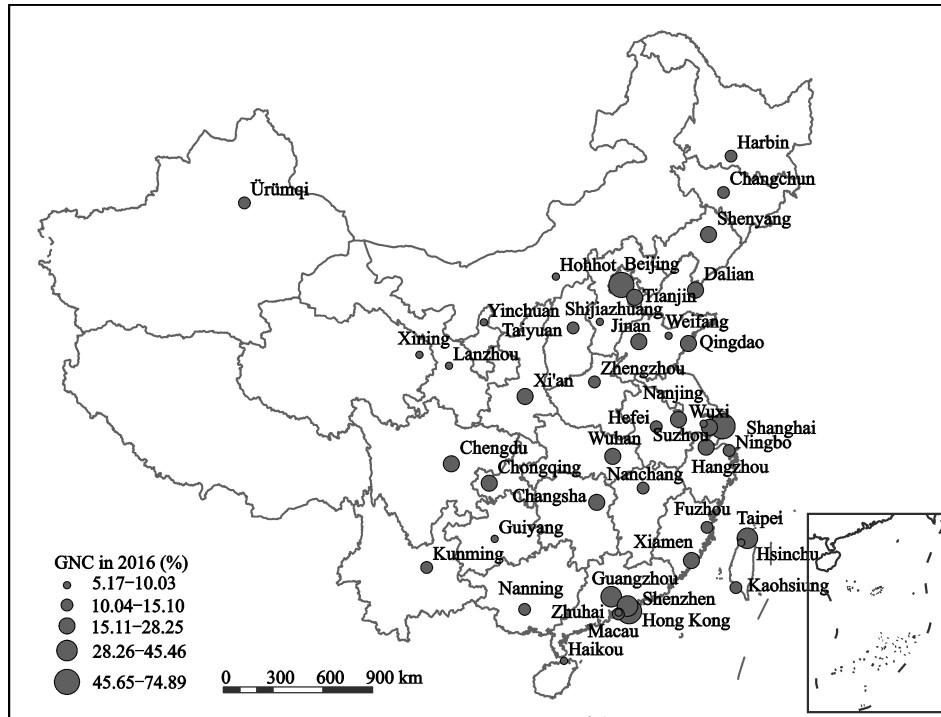 Harbin
Changchun
Ürümqi
Shenyang
Hohhot
Beijing
Dalian
Tianjin
Yinchuan
Shijiazhuang
Taiyuan
Jinan
Weifang
Xining
Lanzhou
Qingdao
Zhengzhou
Xi'an
Nanjing
Hefei
Wuxi
Shanghai
Wuhan
Suzhou
Ningbo
Chengdu
Chongqing
Hangzhou
Nanchang
Changsha
Fuzhou
Taipei
Guiyang
Xiamen
Hsinchu
Kunming
Guangzhou
Kaohsiung
Nanning
Shenzhen
Zhuhai
Hong Kong
Macau
Haikou
GNC in 2016 (%)
5.17−10.03
10.04−15.10
15.11−28.25
28.26−45.46
45.65−74.89
0 300 600 900 km